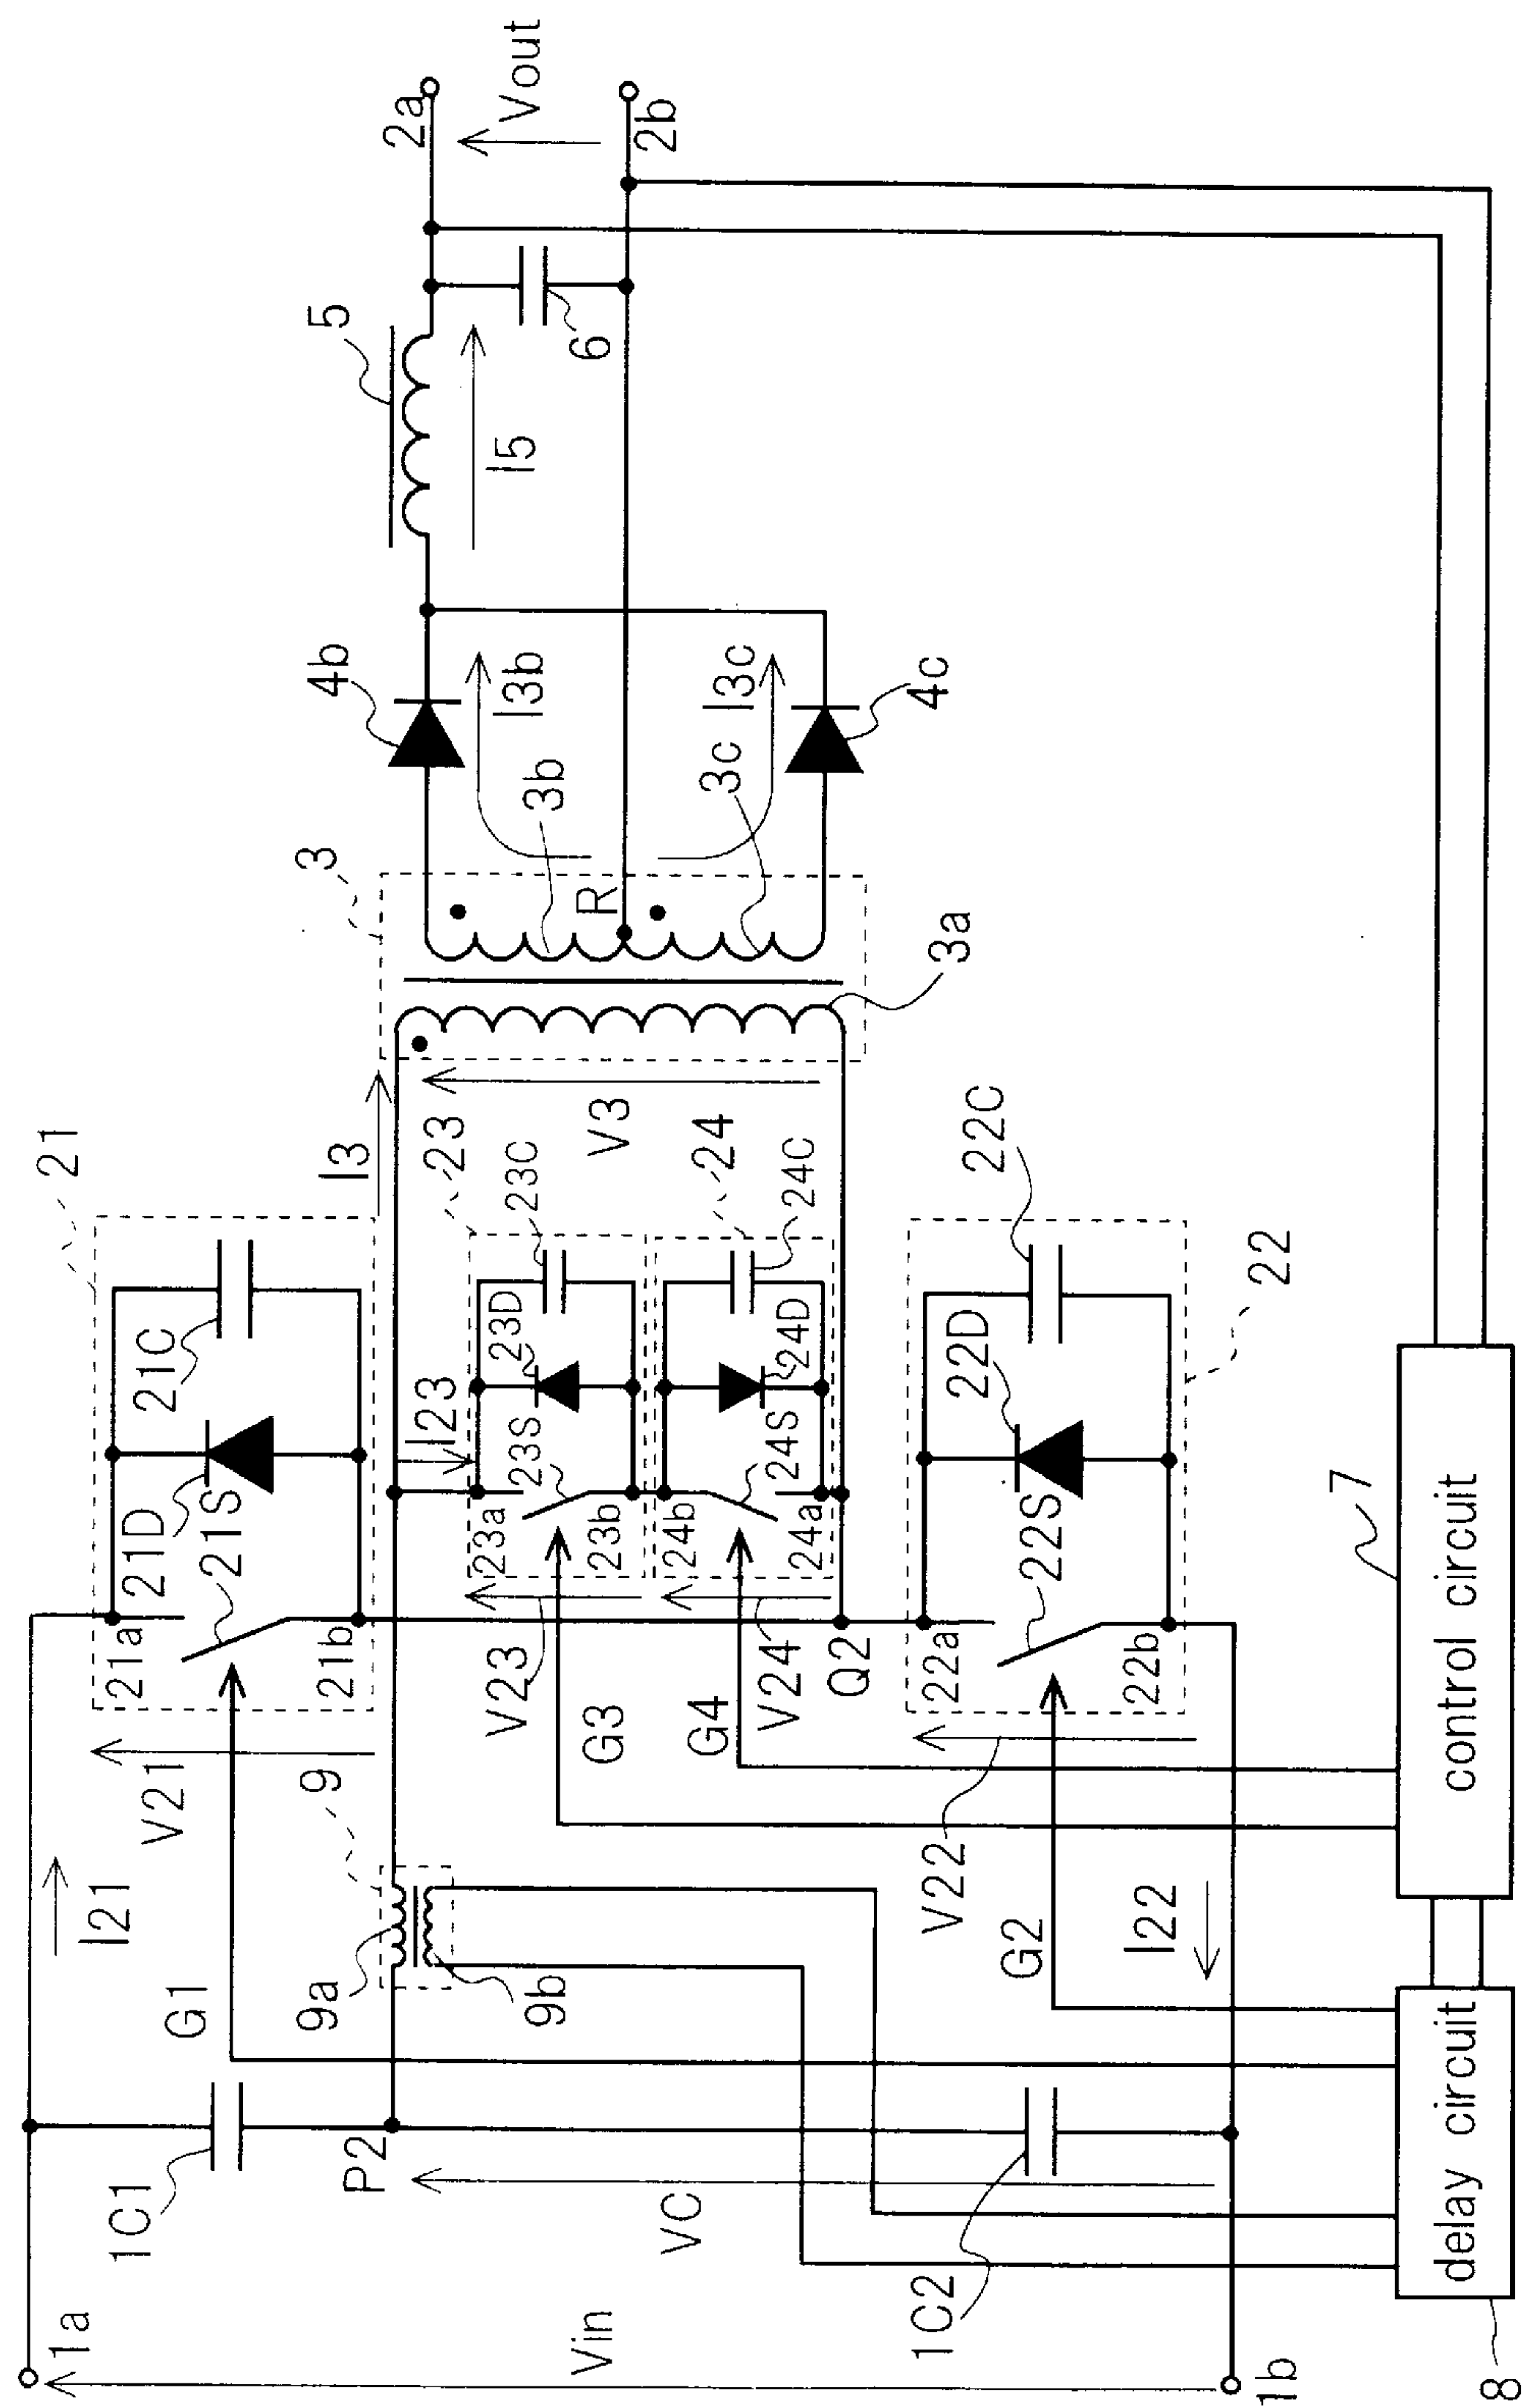 1a
Vin
1b
1C1
P2
VC
1C2
delay circuit
8
G1
I21
9a
9
9b
G2
I22
V22
V21
21
21a
21b
21D
21S
21C
I3
I23
V23
G3
G4
V24
Q2
23
23a
23b
23S
23D
23C
24
24b
24a
24S
24D
24C
V3
22a
22b
22S
22D
22C
22
control circuit
7
3
3a
3b
3c
R
I3b
I3c
4b
4c
5
I5
6
2a
2b
Vout